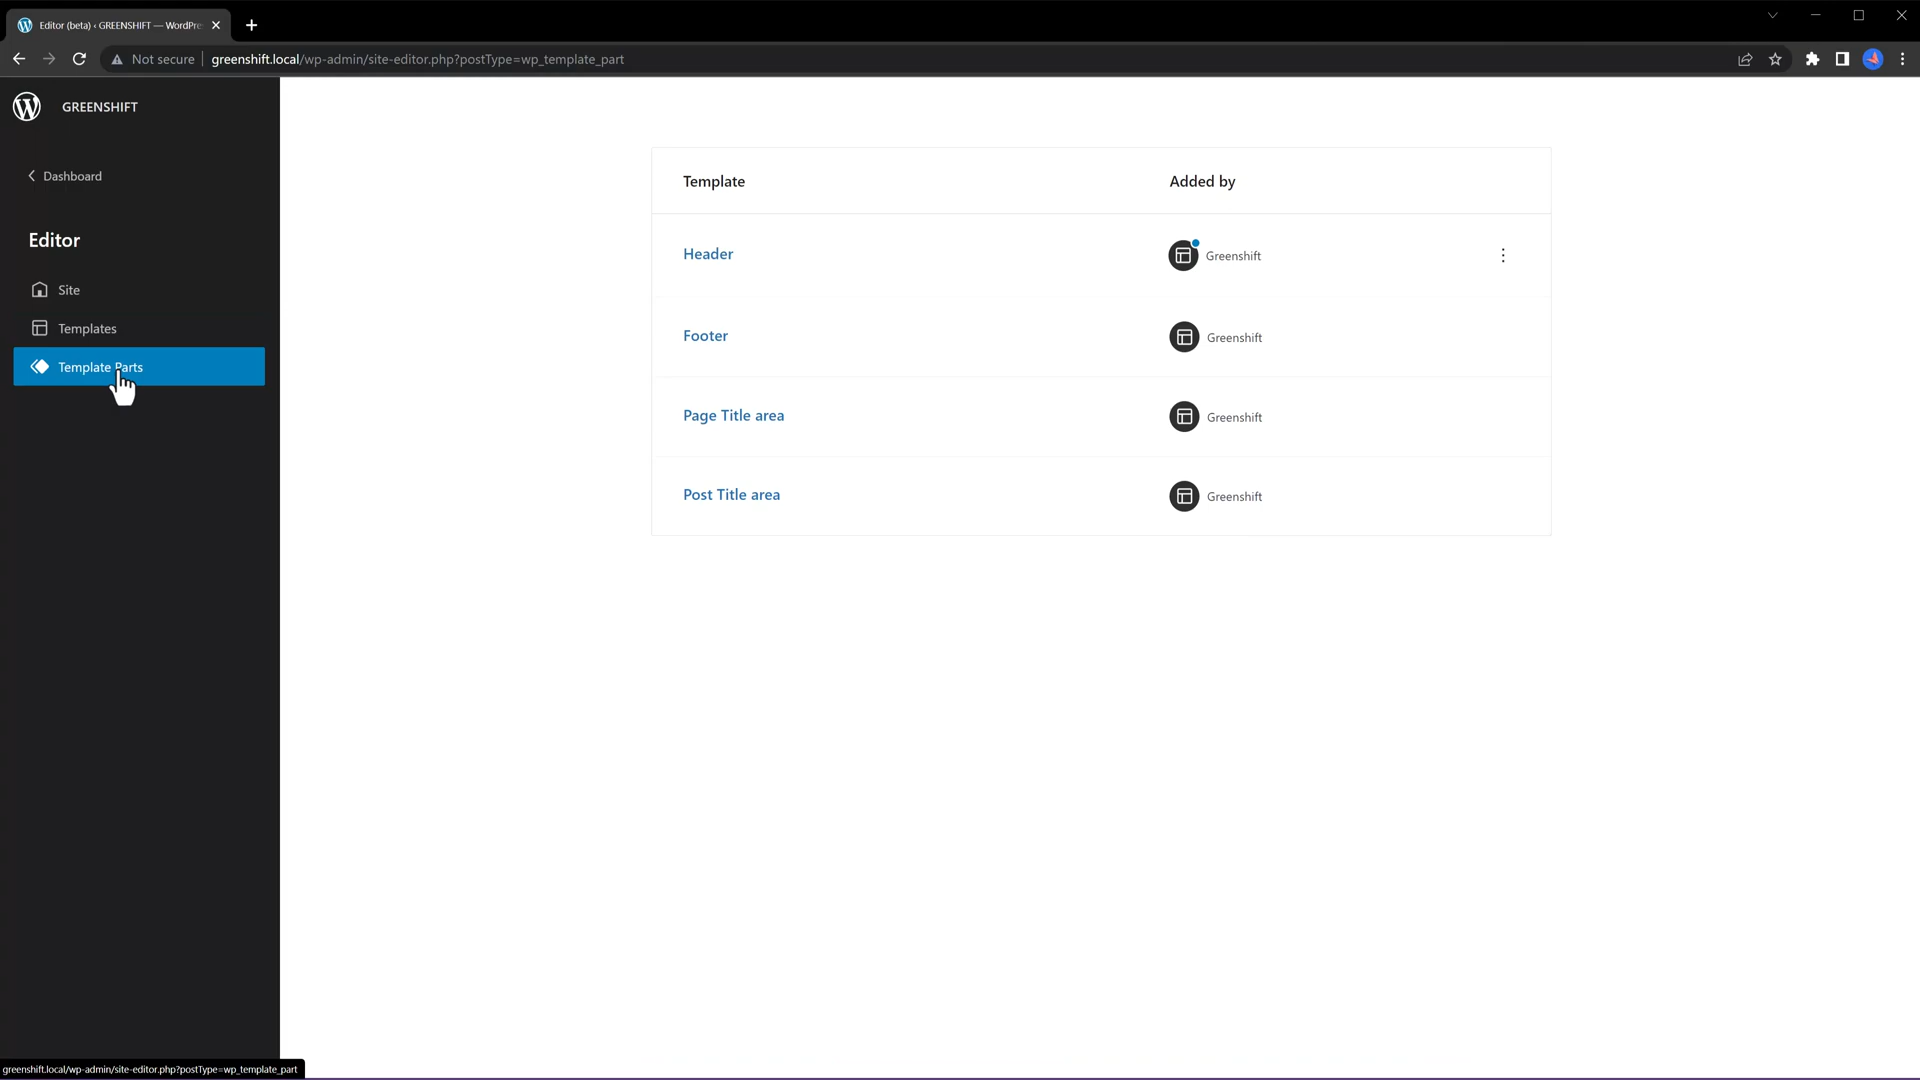 Editor (beta) ‹ GREENSHIFT — WordPre
Not secure
greenshift.local/wp-admin/site-editor.php?postType=wp_template_part
GREENSHIFT
Dashboard
Editor
Site
Templates
Template Parts
Template Added by
Header Greenshift
Footer Greenshift
Page Title area Greenshift
Post Title area Greenshift
greenshift.local/wp-admin/site-editor.php?postType=wp_template_part